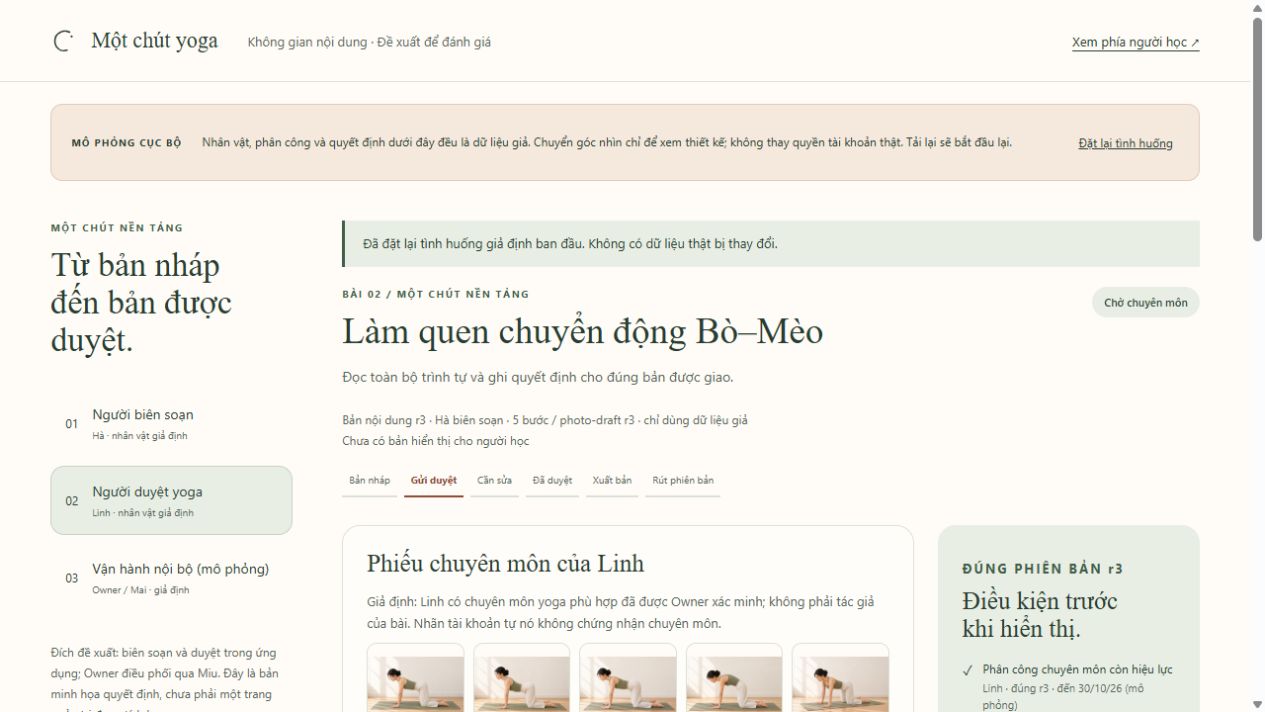 Một chút yoga
Không gian nội dung · Đề xuất để đánh giá
Xem phía người học ↗
MÔ PHỎNG CỤC BỘ
Nhân vật, phân công và quyết định dưới đây đều là dữ liệu giả. Chuyển góc nhìn chỉ để xem thiết kế; không thay quyền tài khoản thật. Tải lại sẽ bắt đầu lại.
Đặt lại tình huống
MỘT CHÚT NỀN TẢNG
Từ bản nháp
đến bản được
duyệt.
01
Người biên soạn
Hà · nhân vật giả định
02
Người duyệt yoga
Linh · nhân vật giả định
03
Vận hành nội bộ (mô phỏng)
Owner / Mai · giả định
Đích đề xuất: biên soạn và duyệt trong ứng
dụng; Owner điều phối qua Miu. Đây là bản
minh họa quyết định, chưa phải một trang
Đã đặt lại tình huống giả định ban đầu. Không có dữ liệu thật bị thay đổi.
BÀI 02 / MỘT CHÚT NỀN TẢNG
Chờ chuyên môn
Làm quen chuyển động Bò–Mèo
Đọc toàn bộ trình tự và ghi quyết định cho đúng bản được giao.
Bản nội dung r3 · Hà biên soạn · 5 bước / photo-draft r3 · chỉ dùng dữ liệu giả
Chưa có bản hiển thị cho người học
Bản nháp
Gửi duyệt
Cần sửa
Đã duyệt
Xuất bản
Rút phiên bản
Phiếu chuyên môn của Linh
Giả định: Linh có chuyên môn yoga phù hợp đã được Owner xác minh; không phải tác giả
của bài. Nhãn tài khoản tự nó không chứng nhận chuyên môn.
ĐÚNG PHIÊN BẢN r3
Điều kiện trước
khi hiển thị.
✓ Phân công chuyên môn còn hiệu lực
Linh · đúng r3 · đến 30/10/26 (mô
phỏng)